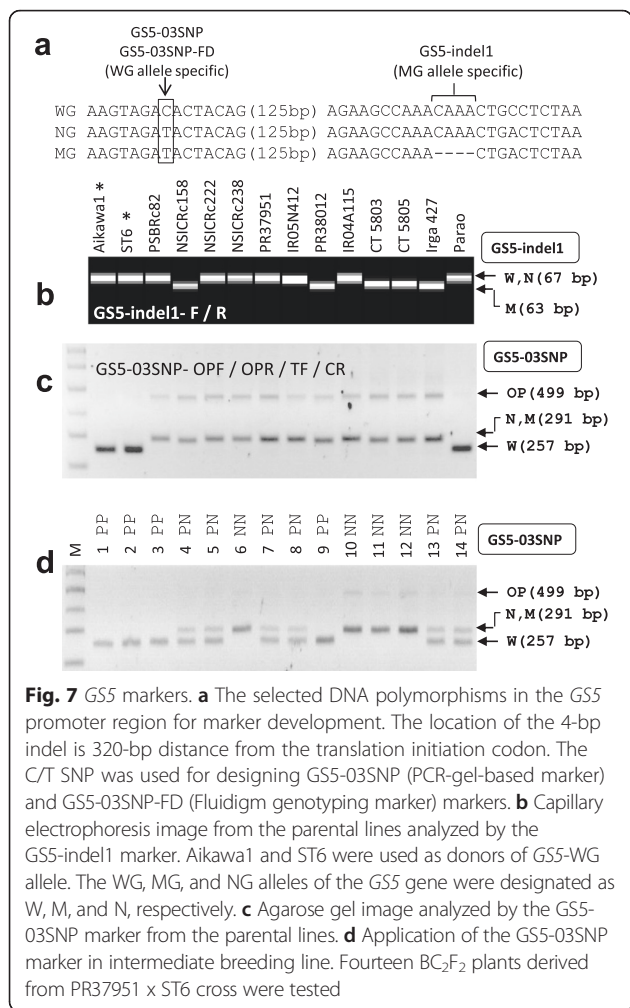 a
GS5-03SNP
GS5-03SNP-FD
(WG allele specific)
GS5-indel1
(MG allele specific)
WG AAGTAGACACTACAG(125bp) AGAAGCCAAACAAACTGCCTCTAA
NG AAGTAGATACTACAG(125bp) AGAAGCCAAACAAACTGCCTCTAA
MG AAGTAGATACTACAG(125bp) AGAAGCCAAA----CTGACTCTAA
Aikawa1 *
ST6 *
PSBRc82
NSICRc158
NSICRc222
NSICRc238
PR37951
IR05N412
PR38012
IR04A115
CT 5803
CT 5805
Irga 427
Parao
GS5-indel1
b
GS5-indel1- F / R
W,N(67 bp)
M(63 bp)
c
GS5-03SNP- OPF / OPR / TF / CR
GS5-03SNP
OP(499 bp)
N,M(291 bp)
W(257 bp)
d
M
1 PP
2 PP
3 PP
4 PN
5 PN
6 NN
7 PN
8 PN
9 PP
10 NN
11 NN
12 NN
13 PN
14 PN
GS5-03SNP
OP(499 bp)
N,M(291 bp)
W(257 bp)
Fig. 7 GS5 markers. a The selected DNA polymorphisms in the GS5
promoter region for marker development. The location of the 4-bp
indel is 320-bp distance from the translation initiation codon. The
C/T SNP was used for designing GS5-03SNP (PCR-gel-based marker)
and GS5-03SNP-FD (Fluidigm genotyping marker) markers. b Capillary
electrophoresis image from the parental lines analyzed by the
GS5-indel1 marker. Aikawa1 and ST6 were used as donors of GS5-WG
allele. The WG, MG, and NG alleles of the GS5 gene were designated as
W, M, and N, respectively. c Agarose gel image analyzed by the GS5-
03SNP marker from the parental lines. d Application of the GS5-03SNP
marker in intermediate breeding line. Fourteen BC₂F₂ plants derived
from PR37951 x ST6 cross were tested